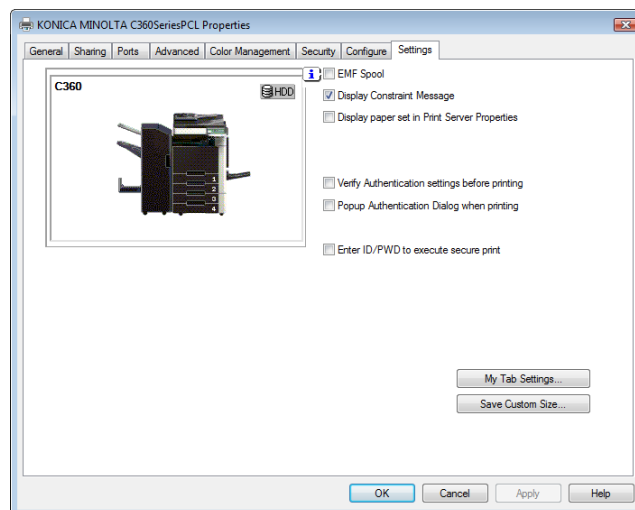 KONICA MINOLTA C360SeriesPCL Properties
General Sharing Ports Advanced Color Management Security Configure Settings
C360
HDD
1
2
3
4
i
EMF Spool
Display Constraint Message
Display paper set in Print Server Properties
Verify Authentication settings before printing
Popup Authentication Dialog when printing
Enter ID/PWD to execute secure print
My Tab Settings...
Save Custom Size...
OK Cancel Apply Help